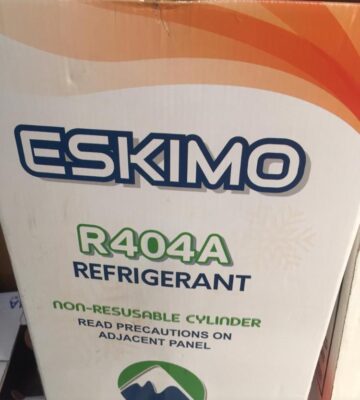 ESKIMO
R404A
REFRIGERANT
NON-RESUSABLE CYLINDER
READ PRECAUTIONS ON
ADJACENT PANEL